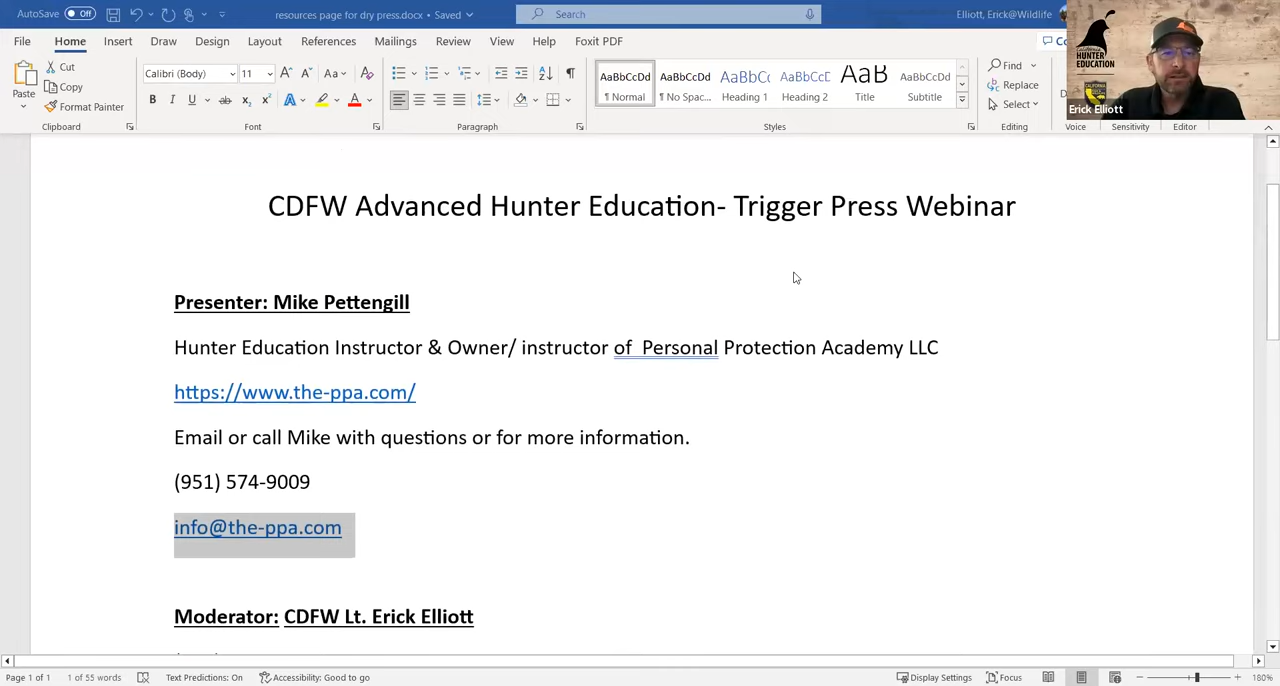 AutoSave Off
resources page for dry press.docx • Saved
Search
Elliott, Erick@Wildlife
File Home Insert Draw Design Layout References Mailings Review View Help Foxit PDF
Paste
Cut
Copy
Format Painter
Clipboard
Calibri (Body) 11
Font
Paragraph
AaBbCcDd AaBbCcDd AaBbCc AaBbCcE AaB AaBbCcDd
¶ Normal ¶ No Spac... Heading 1 Heading 2 Title Subtitle
Styles
Find
Replace
Select
Editing
Voice
Sensitivity
Editor
HUNTER
EDUCATION
Erick Elliott
CDFW Advanced Hunter Education- Trigger Press Webinar
Presenter: Mike Pettengill
Hunter Education Instructor & Owner/ instructor of Personal Protection Academy LLC
https://www.the-ppa.com/
Email or call Mike with questions or for more information.
(951) 574-9009
info@the-ppa.com
Moderator: CDFW Lt. Erick Elliott
Page 1 of 1 1 of 55 words Text Predictions: On Accessibility: Good to go Display Settings Focus 180%